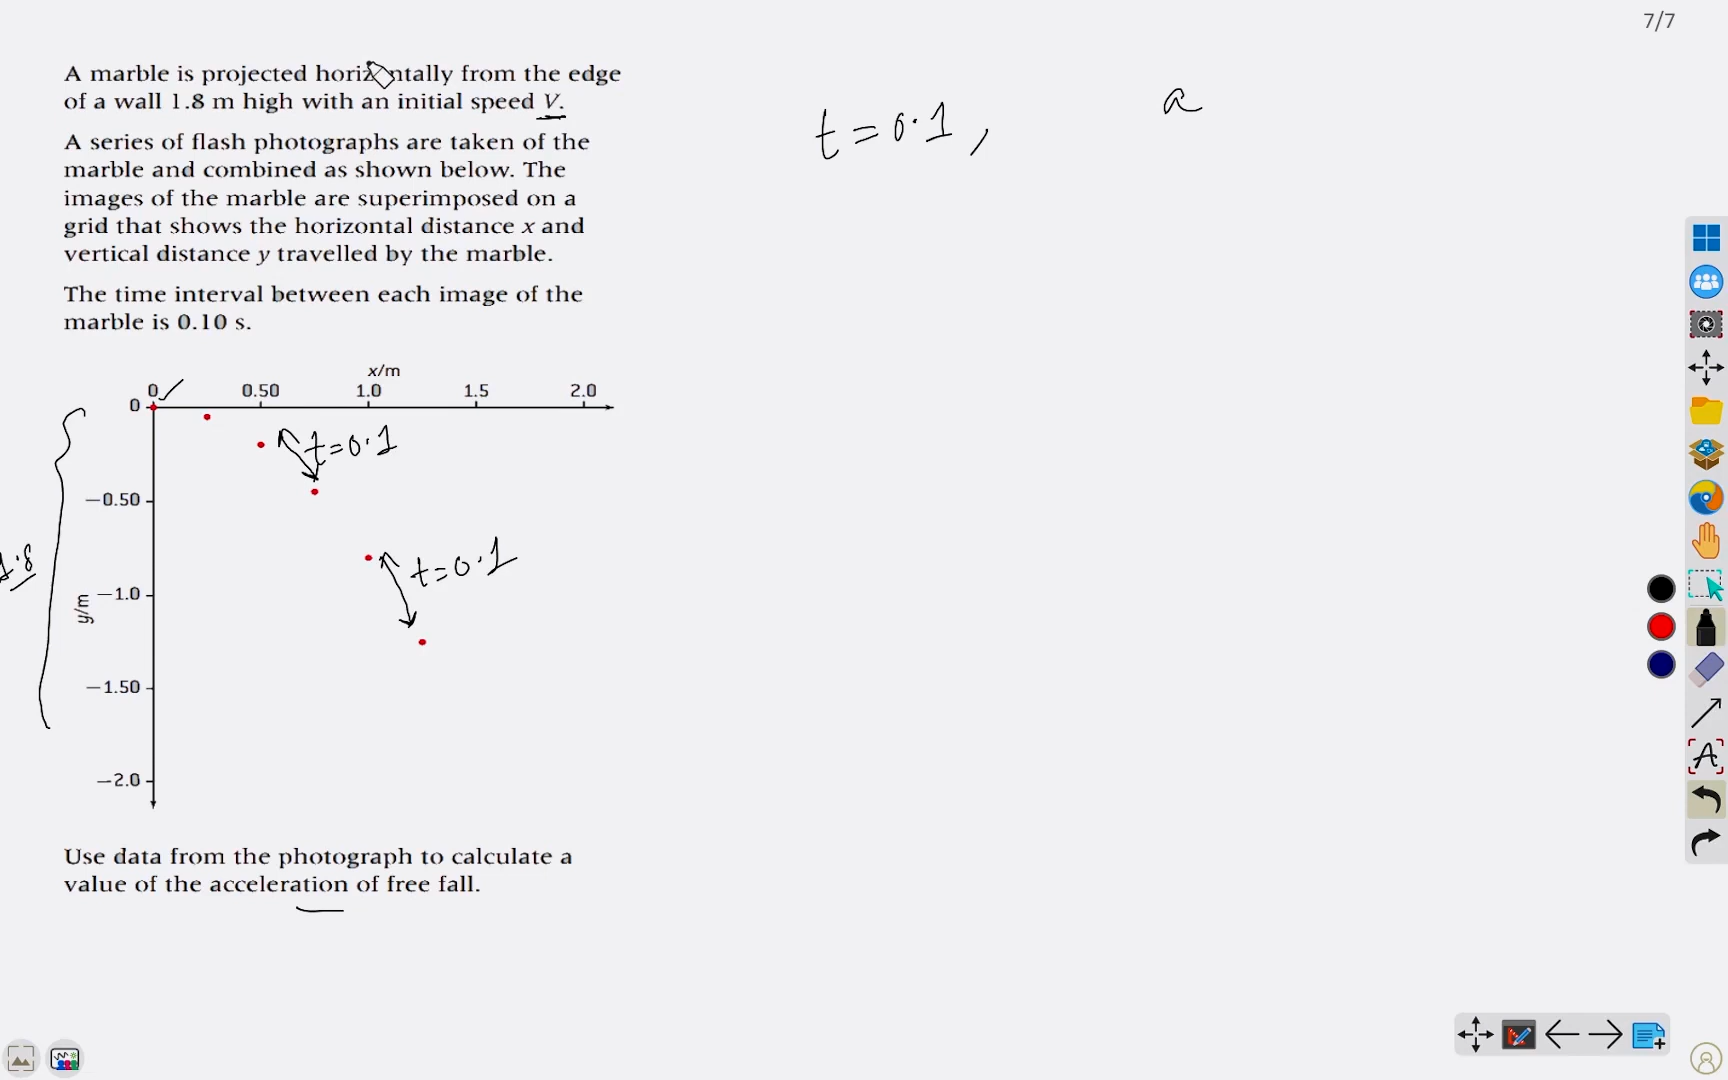 7/7
A marble is projected horizontally from the edge
of a wall 1.8 m high with an initial speed V.
A series of flash photographs are taken of the
marble and combined as shown below. The
images of the marble are superimposed on a
grid that shows the horizontal distance x and
vertical distance y travelled by the marble.
The time interval between each image of the
marble is 0.10 s.
t=0.1,
a
x/m
0 0.50 1.0 1.5 2.0
0
t=0.1
−0.50
1.8
t=0.1
−1.0
y/m
−1.50
−2.0
Use data from the photograph to calculate a
value of the acceleration of free fall.
A